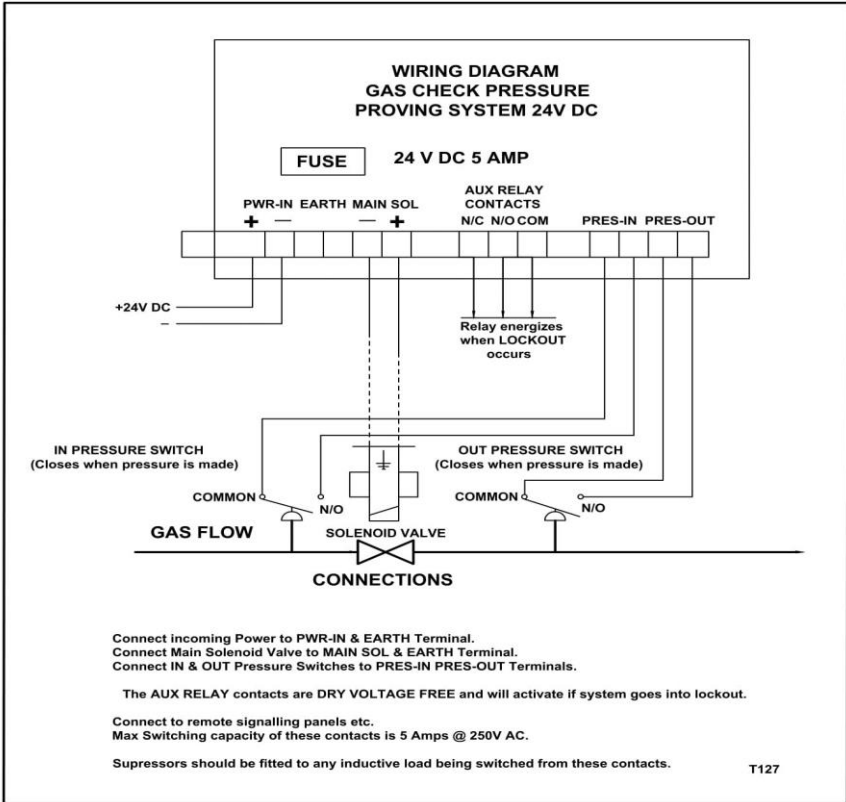 WIRING DIAGRAM
GAS CHECK PRESSURE
PROVING SYSTEM 24V DC
FUSE
24 V DC 5 AMP
AUX RELAY
CONTACTS
PWR-IN EARTH MAIN SOL
N/C N/O COM
PRES-IN PRES-OUT
+ — — +
+24V DC
–
Relay energizes
when LOCKOUT
occurs
IN PRESSURE SWITCH
(Closes when pressure is made)
OUT PRESSURE SWITCH
(Closes when pressure is made)
COMMON
N/O
COMMON
N/O
GAS FLOW
SOLENOID VALVE
CONNECTIONS
Connect incoming Power to PWR-IN & EARTH Terminal.
Connect Main Solenoid Valve to MAIN SOL & EARTH Terminal.
Connect IN & OUT Pressure Switches to PRES-IN PRES-OUT Terminals.
The AUX RELAY contacts are DRY VOLTAGE FREE and will activate if system goes into lockout.
Connect to remote signalling panels etc.
Max Switching capacity of these contacts is 5 Amps @ 250V AC.
Supressors should be fitted to any inductive load being switched from these contacts.
T127